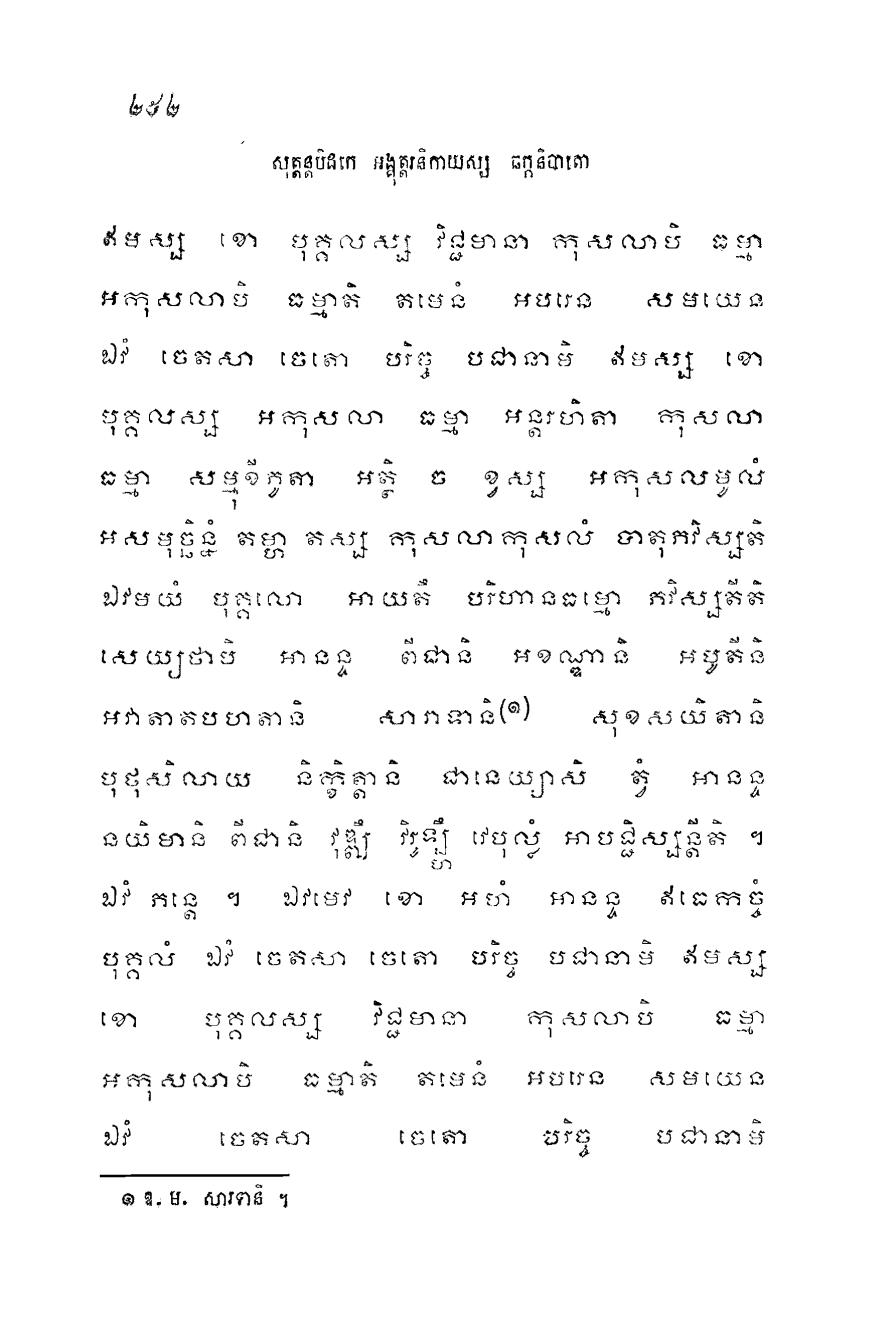 ២៥២
សុត្តន្តបិដកេ អង្គុត្តរនិកាយស្ស ឆក្កនិបាតោ
ឥមស្ស ខោ បុគ្គលស្ស វិជ្ជមានា កុសលាបិ ធម្មា
អកុសលាបិ ធម្មាតិ តមេនំ អបរេន សមយេន
ឯវំ ចេតសា ចេតោ បរិច្ច បជានាមិ ឥមស្ស ខោ
បុគ្គលស្ស អកុសលា ធម្មា អន្តរហិតា កុសលា
ធម្មា សម្មុខីភូតា អត្ថិ ច ខ្វស្ស អកុសលមូលំ
អសមុច្ឆិន្នំ តម្ហា តស្ស កុសលាកុសលំ បាតុភវិស្សតិ
ឯវមយំ បុគ្គលោ អាយតឹ បរិហានធម្មោ ភវិស្សតីតិ
សេយ្យថាបិ អានន្ទ ពីជានិ អខណ្ឌានិ អបូតីនិ
អវាតាតបហតានិ សារាទានិ(១) សុខសយិតានិ
បុថុសិលាយ និក្ខិត្តានិ ជានេយ្យាសិ ត្វំ អានន្ទ
នយិមានិ ពីជានិ វុឌ្ឍឹ វិរូឡ្ហឹ វេបុល្លំ អាបជ្ជិស្សន្តីតិ ។
ឯវំ ភន្តេ ។ ឯវមេវ ខោ អហំ អានន្ទ ឥធេកច្ចំ
បុគ្គលំ ឯវំ ចេតសា ចេតោ បរិច្ច បជានាមិ ឥមស្ស
ខោ បុគ្គលស្ស វិជ្ជមានា កុសលាបិ ធម្មា
អកុសលាបិ ធម្មាតិ តមេនំ អបរេន សមយេន
ឯវំ ចេតសា ចេតោ បរិច្ច បជានាមិ
១ ឱ. ម. សារទានិ ។